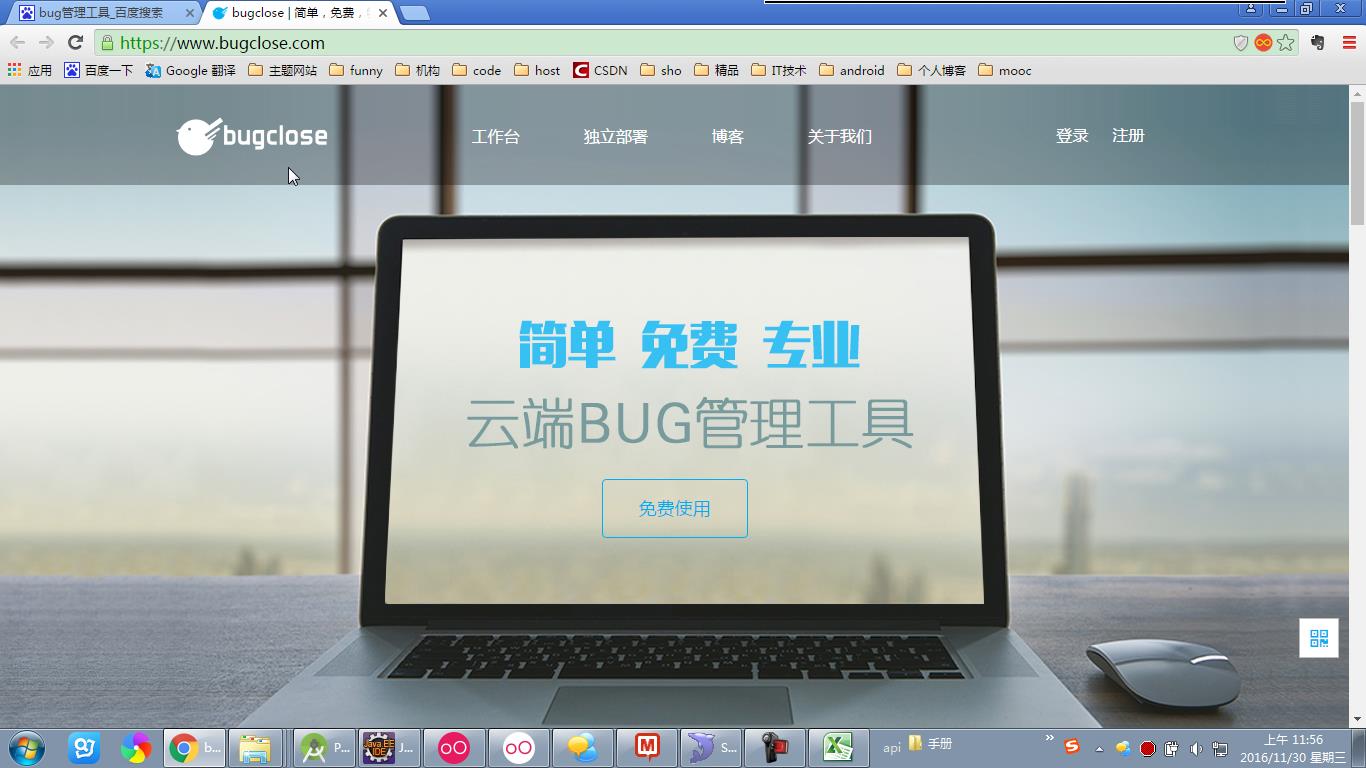 bug管理工具_百度搜索
bugclose | 简单，免费，
https://www.bugclose.com
应用 百度一下 Google 翻译 主题网站 funny 机构 code host CSDN sho 精品 IT技术 android 个人博客 mooc
bugclose 工作台 独立部署 博客 关于我们 登录 注册
简单 免费 专业
云端BUG管理工具
免费使用
b... P... Java EE IDE J... S... api 手册
上午 11:56
2016/11/30 星期三